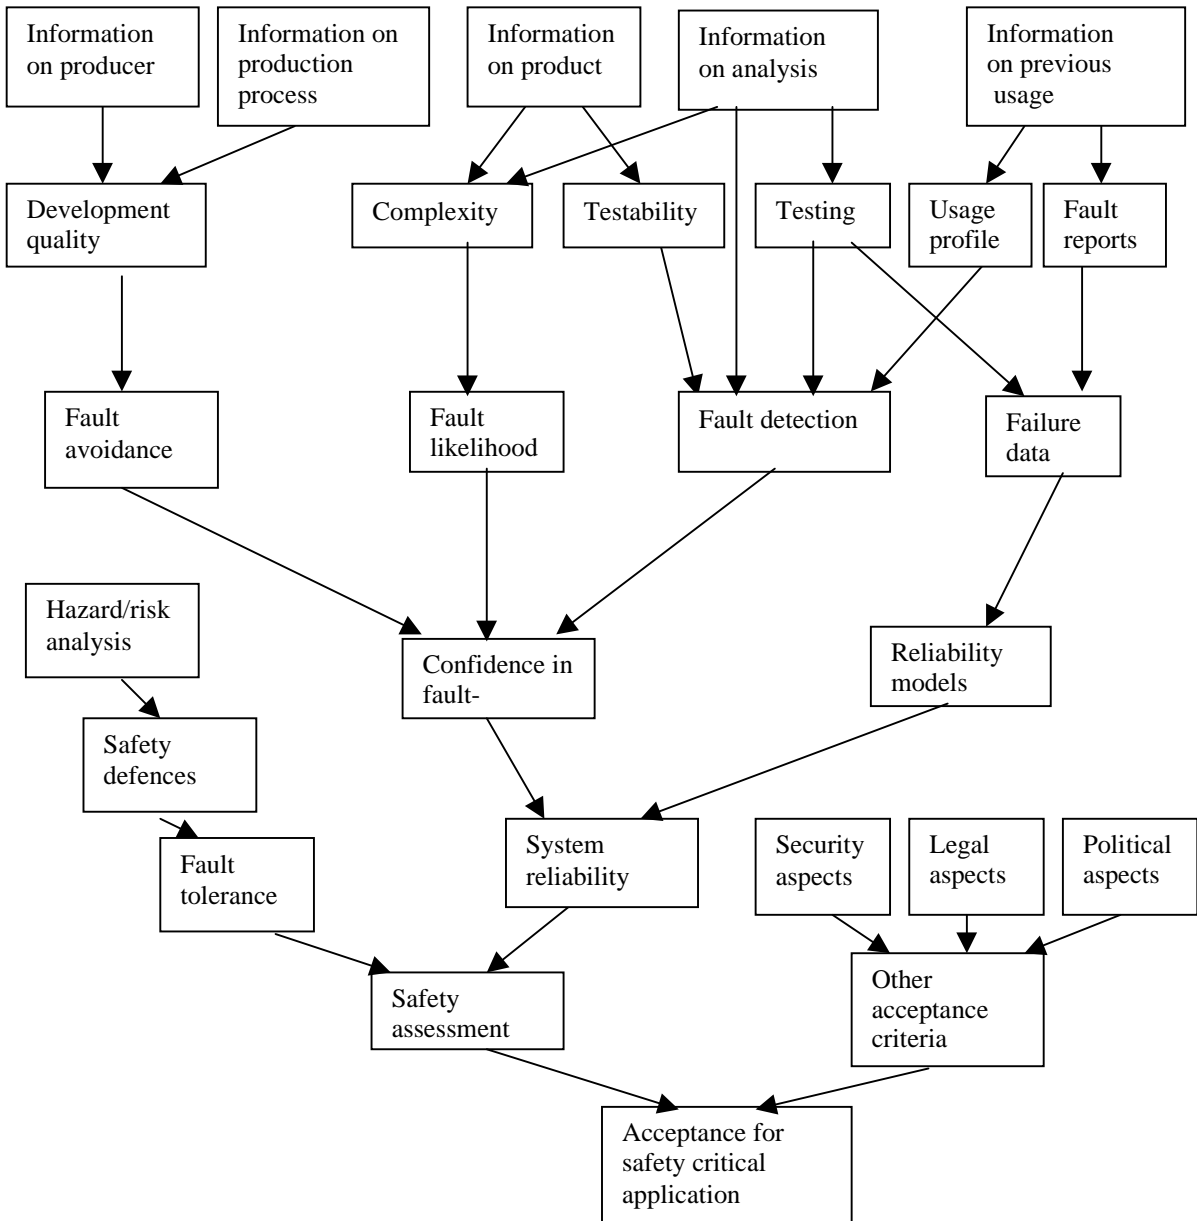 Information
on producer
Information on
production
process
Information
on product
Information
on analysis
Information
on previous
usage
Development
quality
Complexity
Testability
Testing
Usage
profile
Fault
reports
Fault
avoidance
Fault
likelihood
Fault detection
Failure
data
Hazard/risk
analysis
Confidence in
fault-
Reliability
models
Safety
defences
Fault
tolerance
System
reliability
Security
aspects
Legal
aspects
Political
aspects
Safety
assessment
Other
acceptance
criteria
Acceptance for
safety critical
application